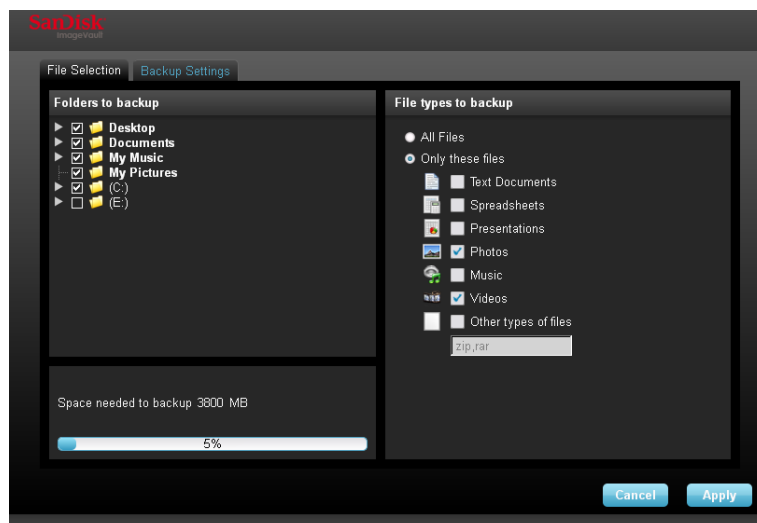 SanDisk
ImageVault
File Selection
Backup Settings
Folders to backup
Desktop
Documents
My Music
My Pictures
(C:)
(E:)
Space needed to backup 3800 MB
5%
File types to backup
All Files
Only these files
Text Documents
Spreadsheets
Presentations
Photos
Music
Videos
Other types of files
zip,rar
Cancel
Apply